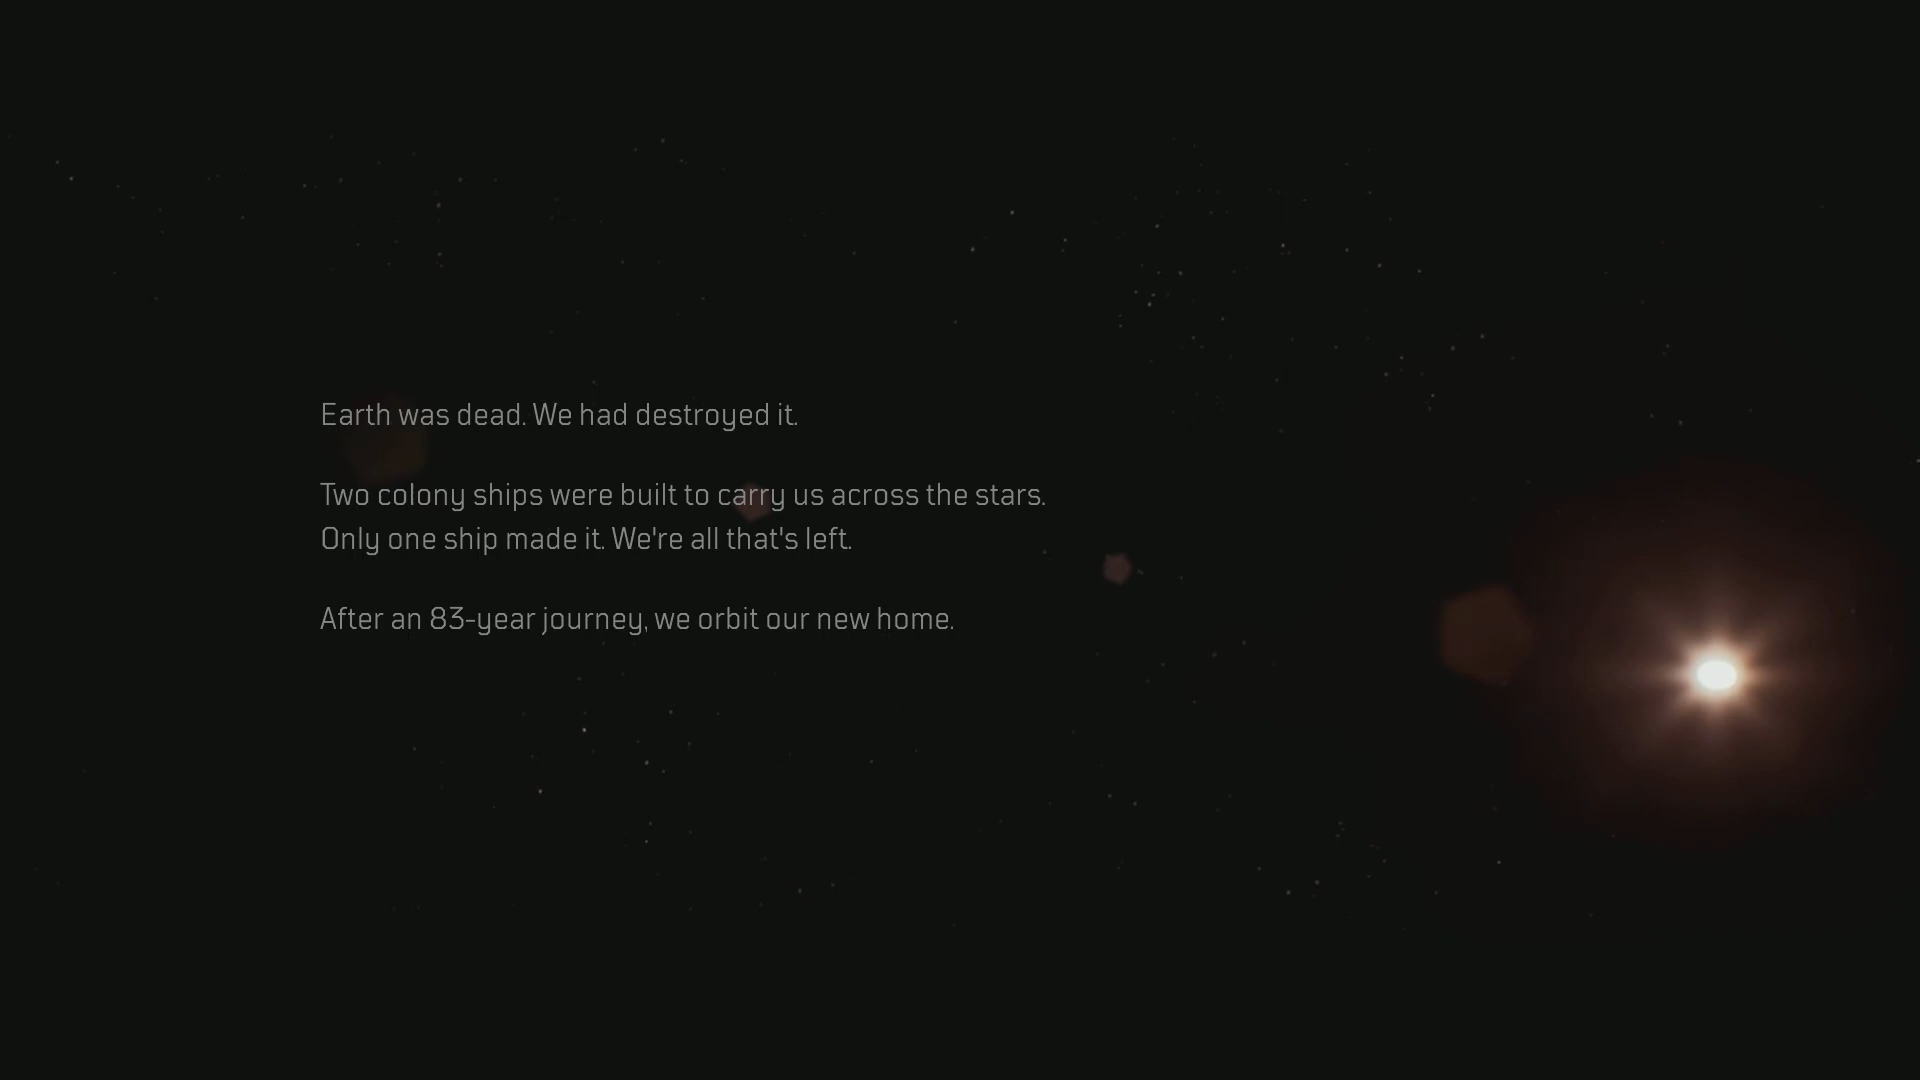 Earth was dead. We had destroyed it.
Two colony ships were built to carry us across the stars.
Only one ship made it. We're all that's left.
After an 83-year journey, we orbit our new home.